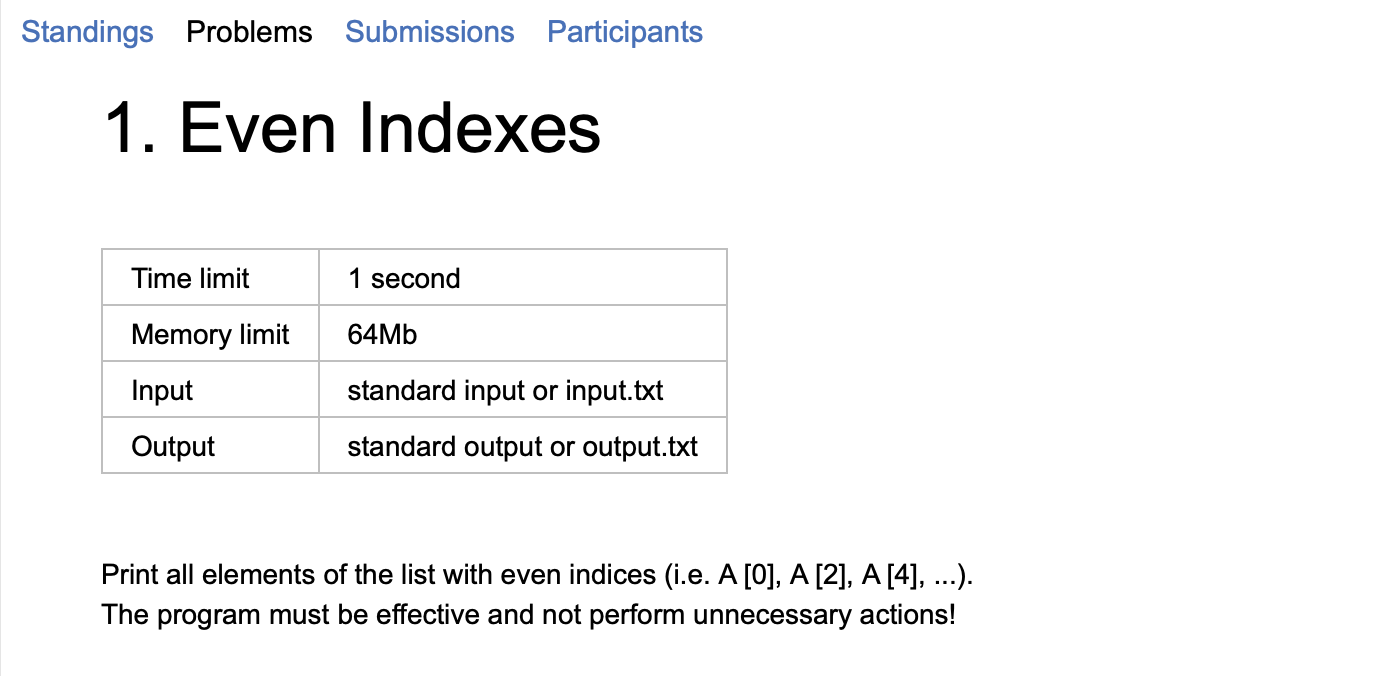 Standings Problems Submissions Participants
1. Even Indexes
Time limit 1 second
Memory limit 64Mb
Input standard input or input.txt
Output standard output or output.txt
Print all elements of the list with even indices (i.e. A [0], A [2], A [4], ...).
The program must be effective and not perform unnecessary actions!